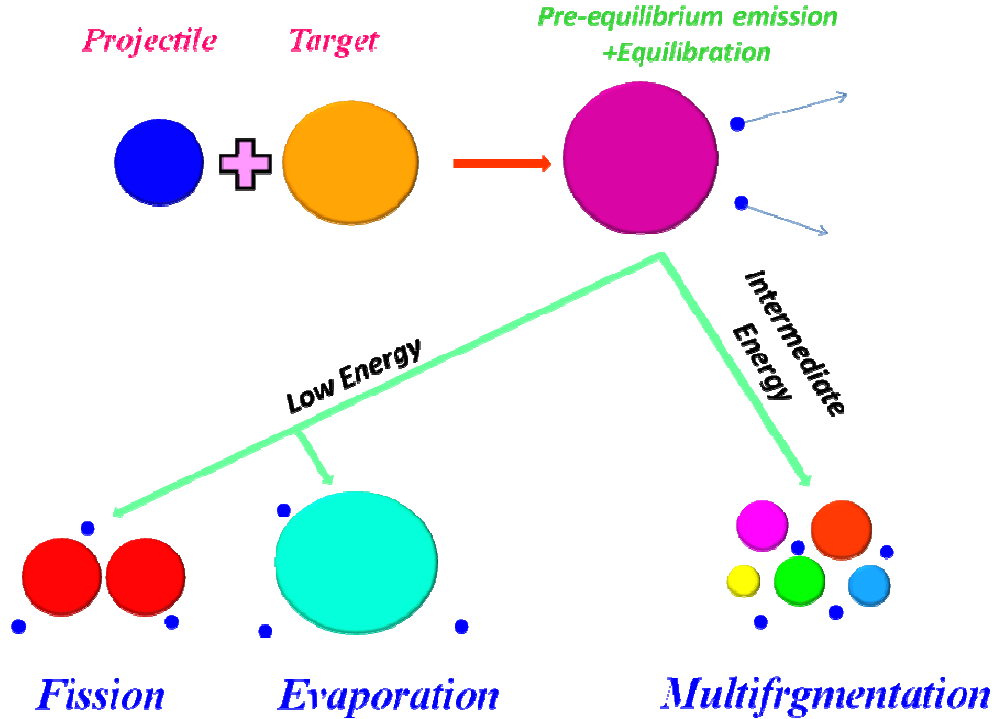 Projectile
Target
Pre-equilibrium emission
+Equilibration
Low Energy
Intermediate
Energy
Fission
Evaporation
Multifrgmentation